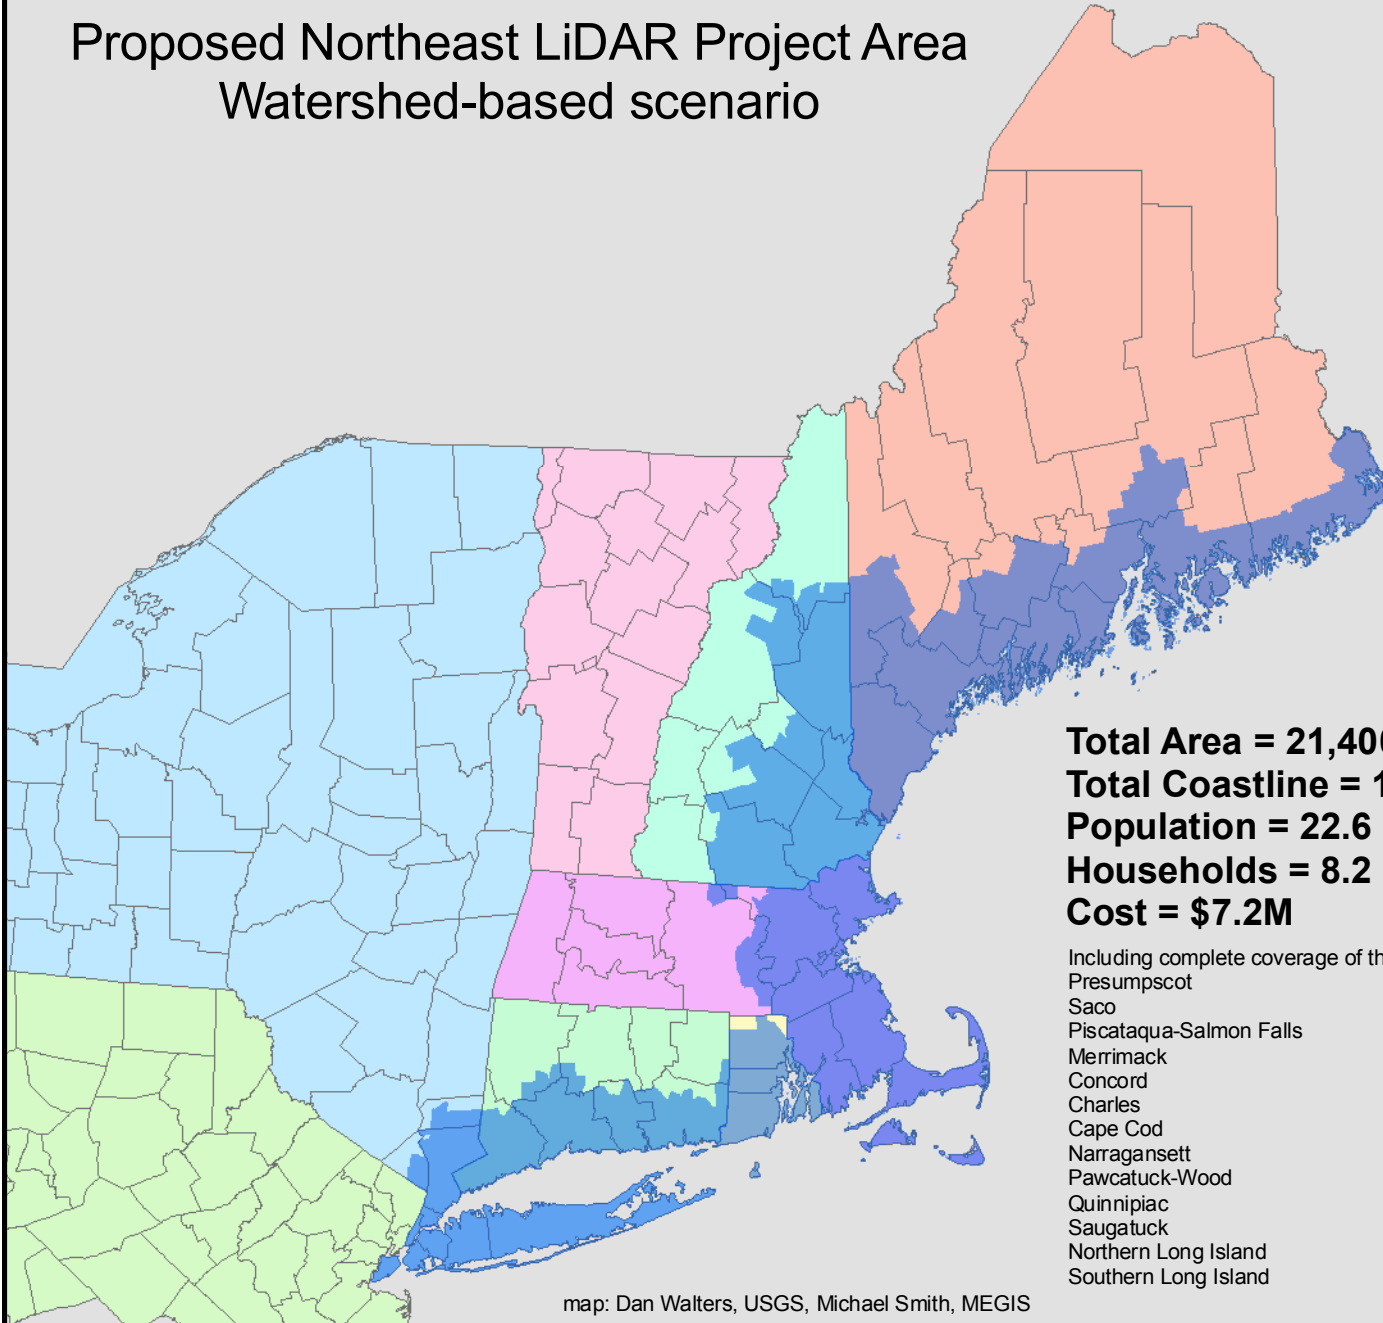 Proposed Northeast LiDAR Project Area
Watershed-based scenario
Total Area = 21,40
Total Coastline = 1
Population = 22.6
Households = 8.2
Cost = $7.2M
Including complete coverage of th
Presumpscot
Saco
Piscataqua-Salmon Falls
Merrimack
Concord
Charles
Cape Cod
Narragansett
Pawcatuck-Wood
Quinnipiac
Saugatuck
Northern Long Island
Southern Long Island
map: Dan Walters, USGS, Michael Smith, MEGIS